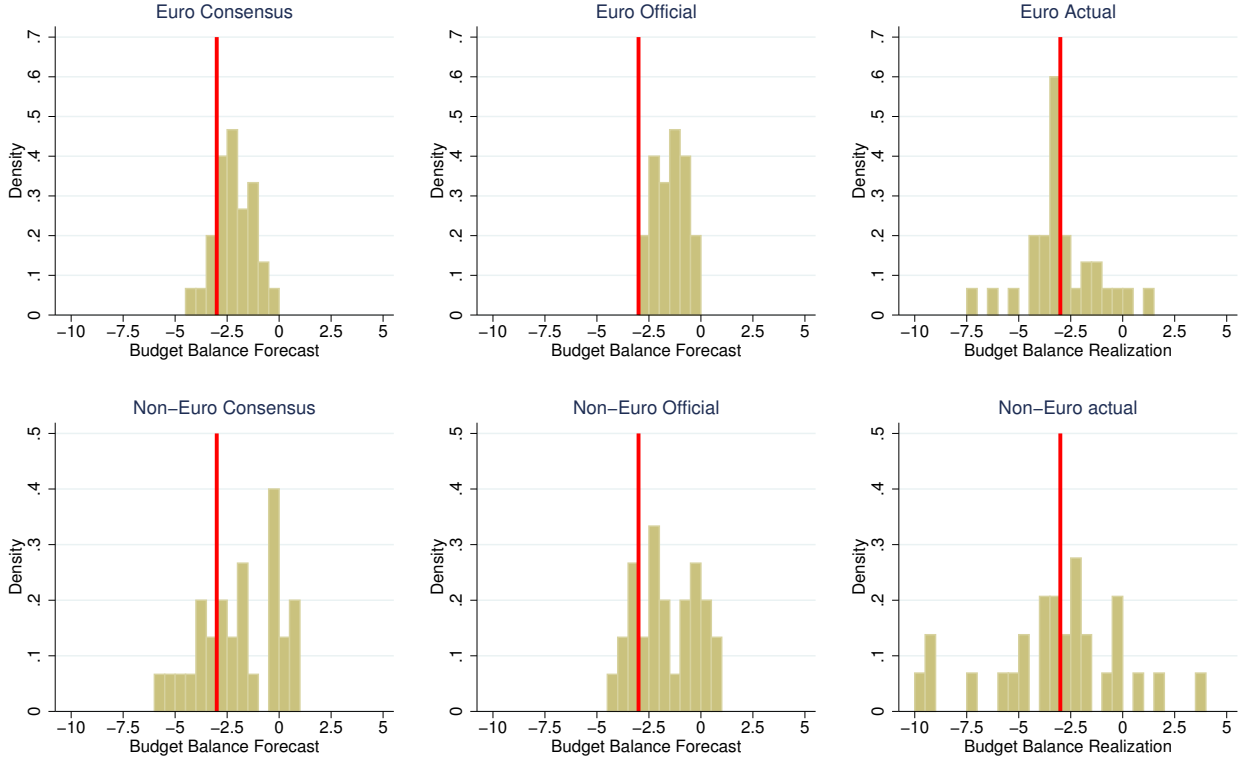 Euro Consensus
Density
0 .1 .2 .3 .4 .5 .6 .7
−10 −7.5 −5 −2.5 0 2.5 5
Budget Balance Forecast
Euro Official
Density
0 .1 .2 .3 .4 .5 .6 .7
−10 −7.5 −5 −2.5 0 2.5 5
Budget Balance Forecast
Euro Actual
Density
0 .1 .2 .3 .4 .5 .6 .7
−10 −7.5 −5 −2.5 0 2.5 5
Budget Balance Realization
Non−Euro Consensus
Density
0 .1 .2 .3 .4 .5
−10 −7.5 −5 −2.5 0 2.5 5
Budget Balance Forecast
Non−Euro Official
Density
0 .1 .2 .3 .4 .5
−10 −7.5 −5 −2.5 0 2.5 5
Budget Balance Forecast
Non−Euro actual
Density
0 .1 .2 .3 .4 .5
−10 −7.5 −5 −2.5 0 2.5 5
Budget Balance Realization